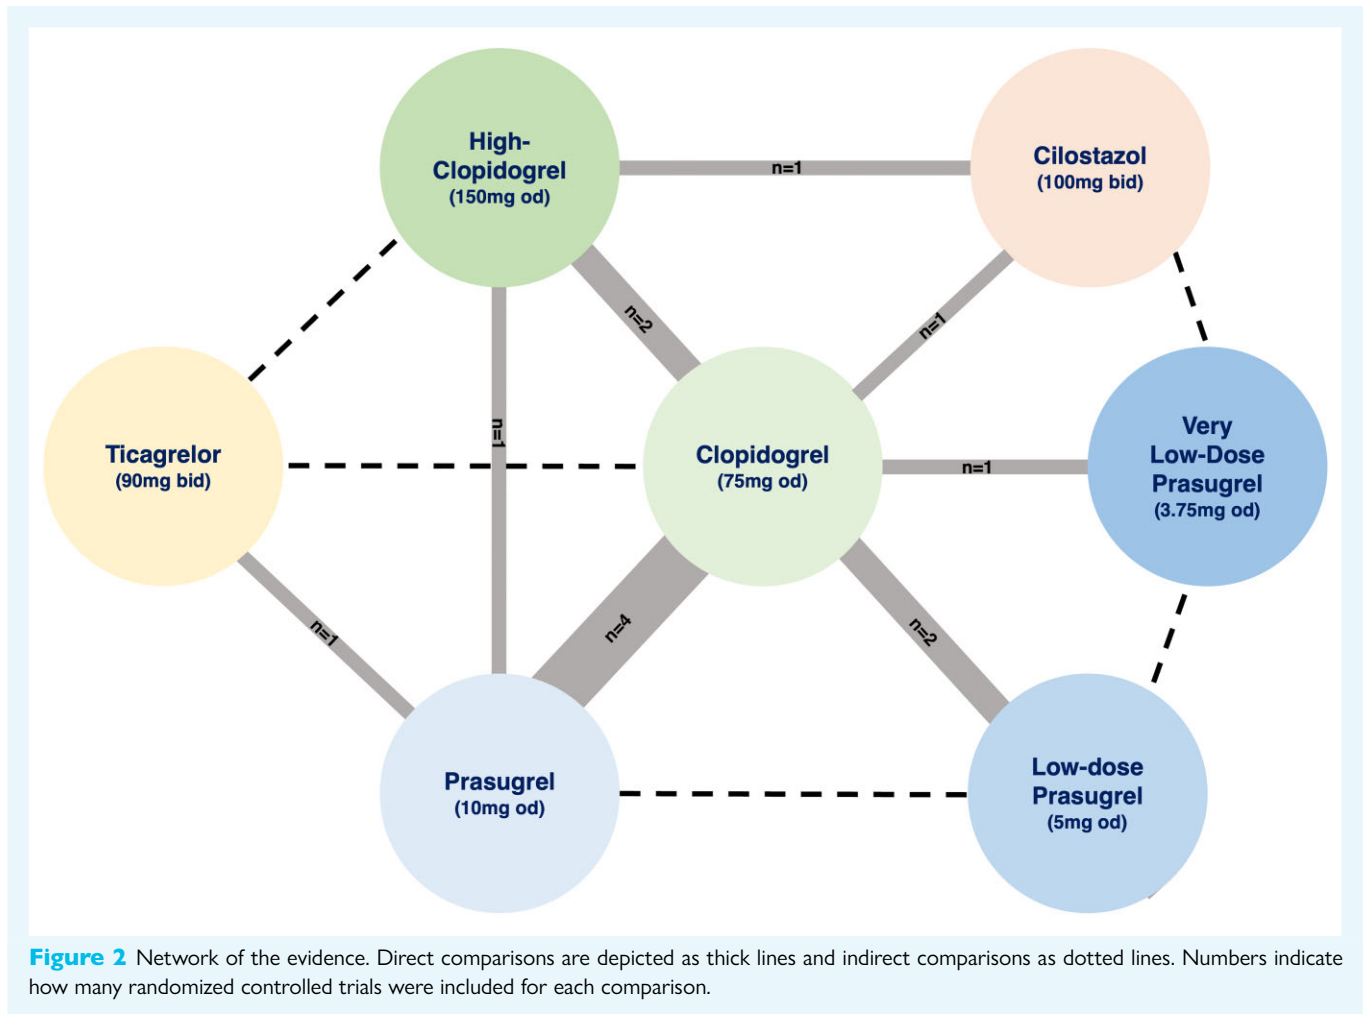 High-
Clopidogrel
(150mg od)
n=1
Cilostazol
(100mg bid)
n=2
n=1
n=1
Ticagrelor
(90mg bid)
Clopidogrel
(75mg od)
n=1
Very
Low-Dose
Prasugrel
(3.75mg od)
n=1
n=4
n=2
Prasugrel
(10mg od)
Low-dose
Prasugrel
(5mg od)
Figure 2 Network of the evidence. Direct comparisons are depicted as thick lines and indirect comparisons as dotted lines. Numbers indicate
how many randomized controlled trials were included for each comparison.